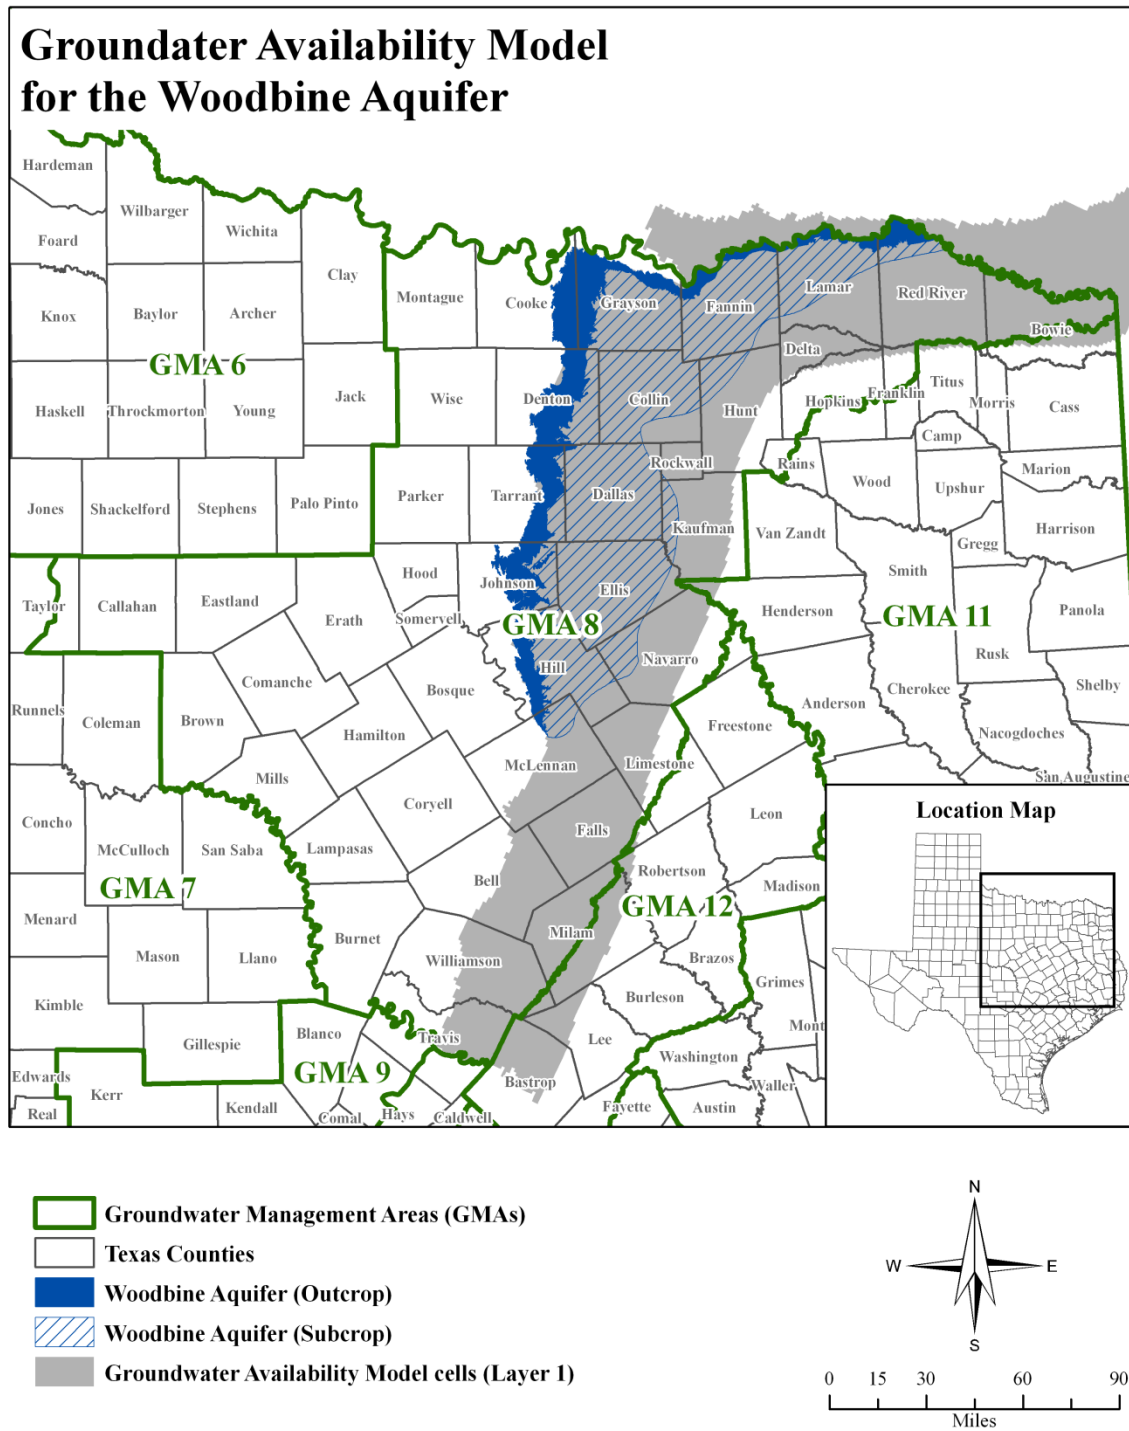 Groundater Availability Model
for the Woodbine Aquifer
Hardeman
Wilbarger
Foard
Wichita
Clay
Montague
Cooke
Grayson
Fannin
Lamar
Red River
Bowie
Knox
Baylor
Archer
GMA 6
Delta
Hopkins
Franklin
Titus
Morris
Cass
Haskell
Throckmorton
Young
Jack
Wise
Denton
Collin
Hunt
Camp
Rockwall
Rains
Wood
Upshur
Marion
Jones
Shackelford
Stephens
Palo Pinto
Parker
Tarrant
Dallas
Kaufman
Van Zandt
Gregg
Harrison
Smith
Taylor
Callahan
Eastland
Hood
Somervell
Erath
Johnson
Ellis
GMA 8
Henderson
GMA 11
Panola
Rusk
Navarro
Hill
Comanche
Bosque
Cherokee
Shelby
Anderson
Runnels
Coleman
Brown
Hamilton
Freestone
Nacogdoches
San Augustine
Mills
McLennan
Limestone
Coryell
Leon
Concho
McCulloch
San Saba
Lampasas
Falls
GMA 7
Bell
Robertson
Madison
GMA 12
Menard
Mason
Llano
Burnet
Milam
Williamson
Brazos
Grimes
Kimble
Burleson
Mont
Gillespie
Blanco
Travis
Lee
Washington
GMA 9
Bastrop
Waller
Edwards
Kerr
Real
Kendall
Comal
Hays
Caldwell
Fayette
Austin
Location Map
Groundwater Management Areas (GMAs)
Texas Counties
Woodbine Aquifer (Outcrop)
Woodbine Aquifer (Subcrop)
Groundwater Availability Model cells (Layer 1)
N
W
E
S
0 15 30 60 90
Miles